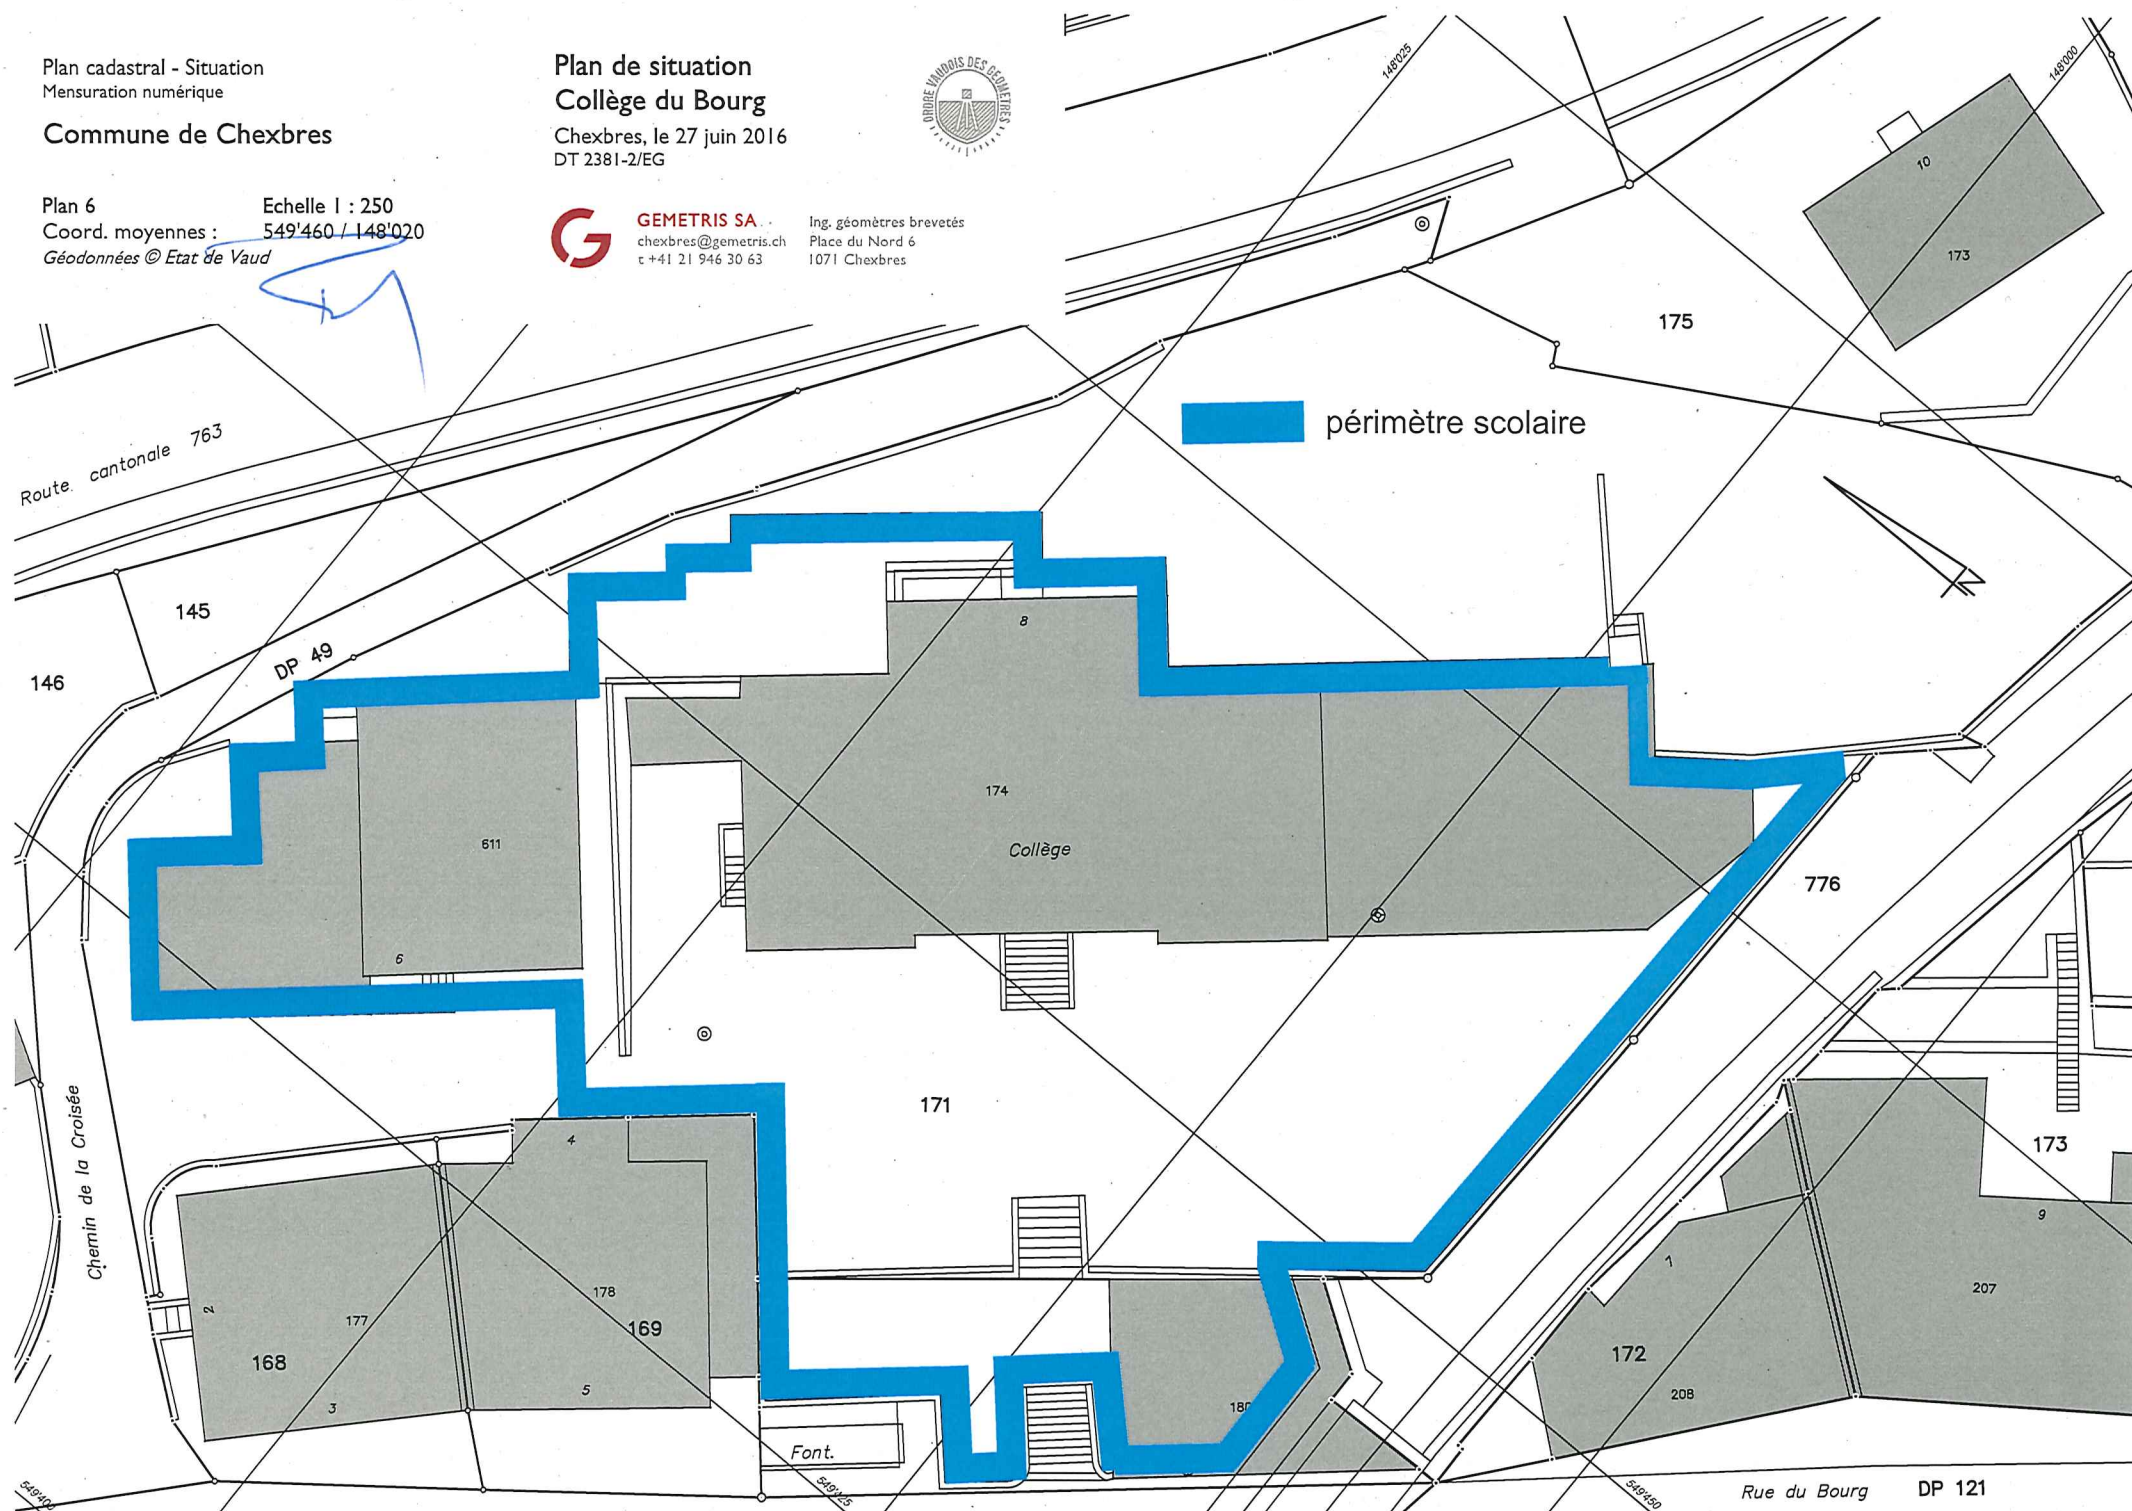 Plan cadastral - Situation
Mensuration numérique
Commune de Chexbres
Plan 6
Echelle 1 : 250
Coord. moyennes :
549'460 / 148'020
Géodonnées © Etat de Vaud
Plan de situation
Collège du Bourg
Chexbres, le 27 juin 2016
DT 2381-2/EG
ORDRE VAUDOIS DES GEOMETRES
GEMETRIS SA
chexbres@gemetris.ch
t +41 21 946 30 63
Ing. géomètres brevetés
Place du Nord 6
1071 Chexbres
148'025
148'000
10
173
175
périmètre scolaire
Route cantonale 763
145
146
DP 49
8
N
174
Collège
611
6
776
171
Chemin de la Croisée
4
2
177
168
3
178
169
5
Font.
180
173
9
207
7
172
208
549'400
549'425
549'450
Rue du Bourg
DP 121